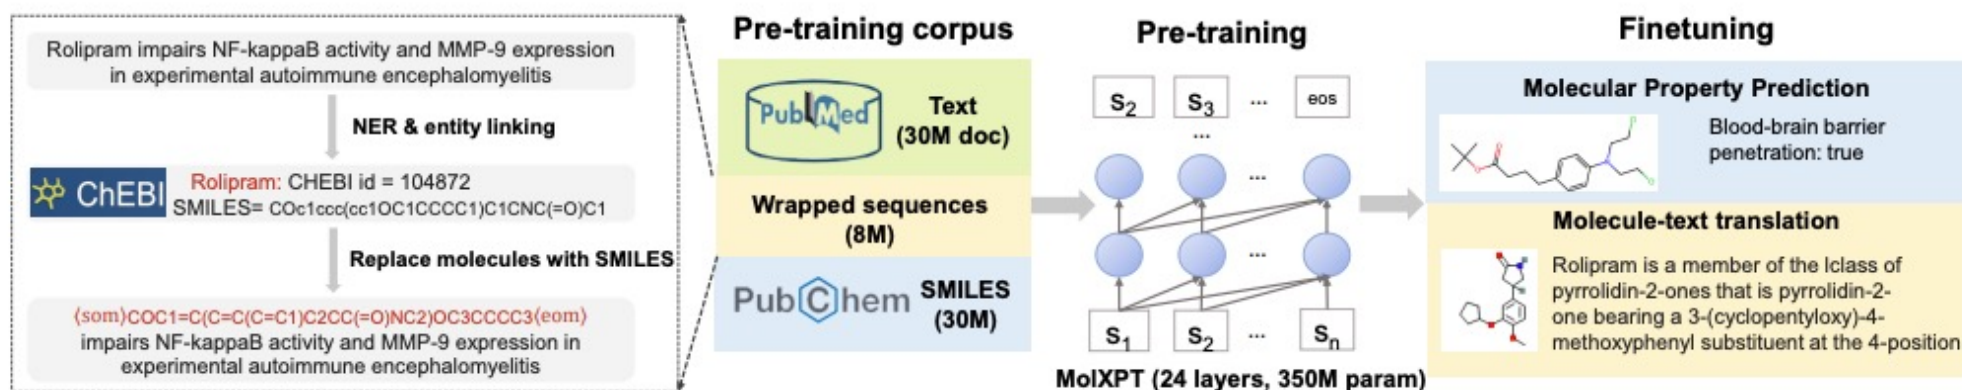 Rolipram impairs NF-kappaB activity and MMP-9 expression
in experimental autoimmune encephalomyelitis
NER & entity linking
ChEBI
Rolipram: CHEBI id = 104872
SMILES= COc1ccc(cc1OC1CCCC1)C1CNC(=O)C1
Replace molecules with SMILES
⟨som⟩COC1=C(C=C(C=C1)C2CC(=O)NC2)OC3CCCC3⟨eom⟩
impairs NF-kappaB activity and MMP-9 expression in
experimental autoimmune encephalomyelitis
Pre-training corpus
PubMed
Text
(30M doc)
Wrapped sequences
(8M)
PubChem
SMILES
(30M)
Pre-training
S2 S3 ... eos
...
...
...
S1 S2 ... Sn
MolXPT (24 layers, 350M param)
Finetuning
Molecular Property Prediction
Blood-brain barrier
penetration: true
Molecule-text translation
Rolipram is a member of the lclass of
pyrrolidin-2-ones that is pyrrolidin-2-
one bearing a 3-(cyclopentyloxy)-4-
methoxyphenyl substituent at the 4-position